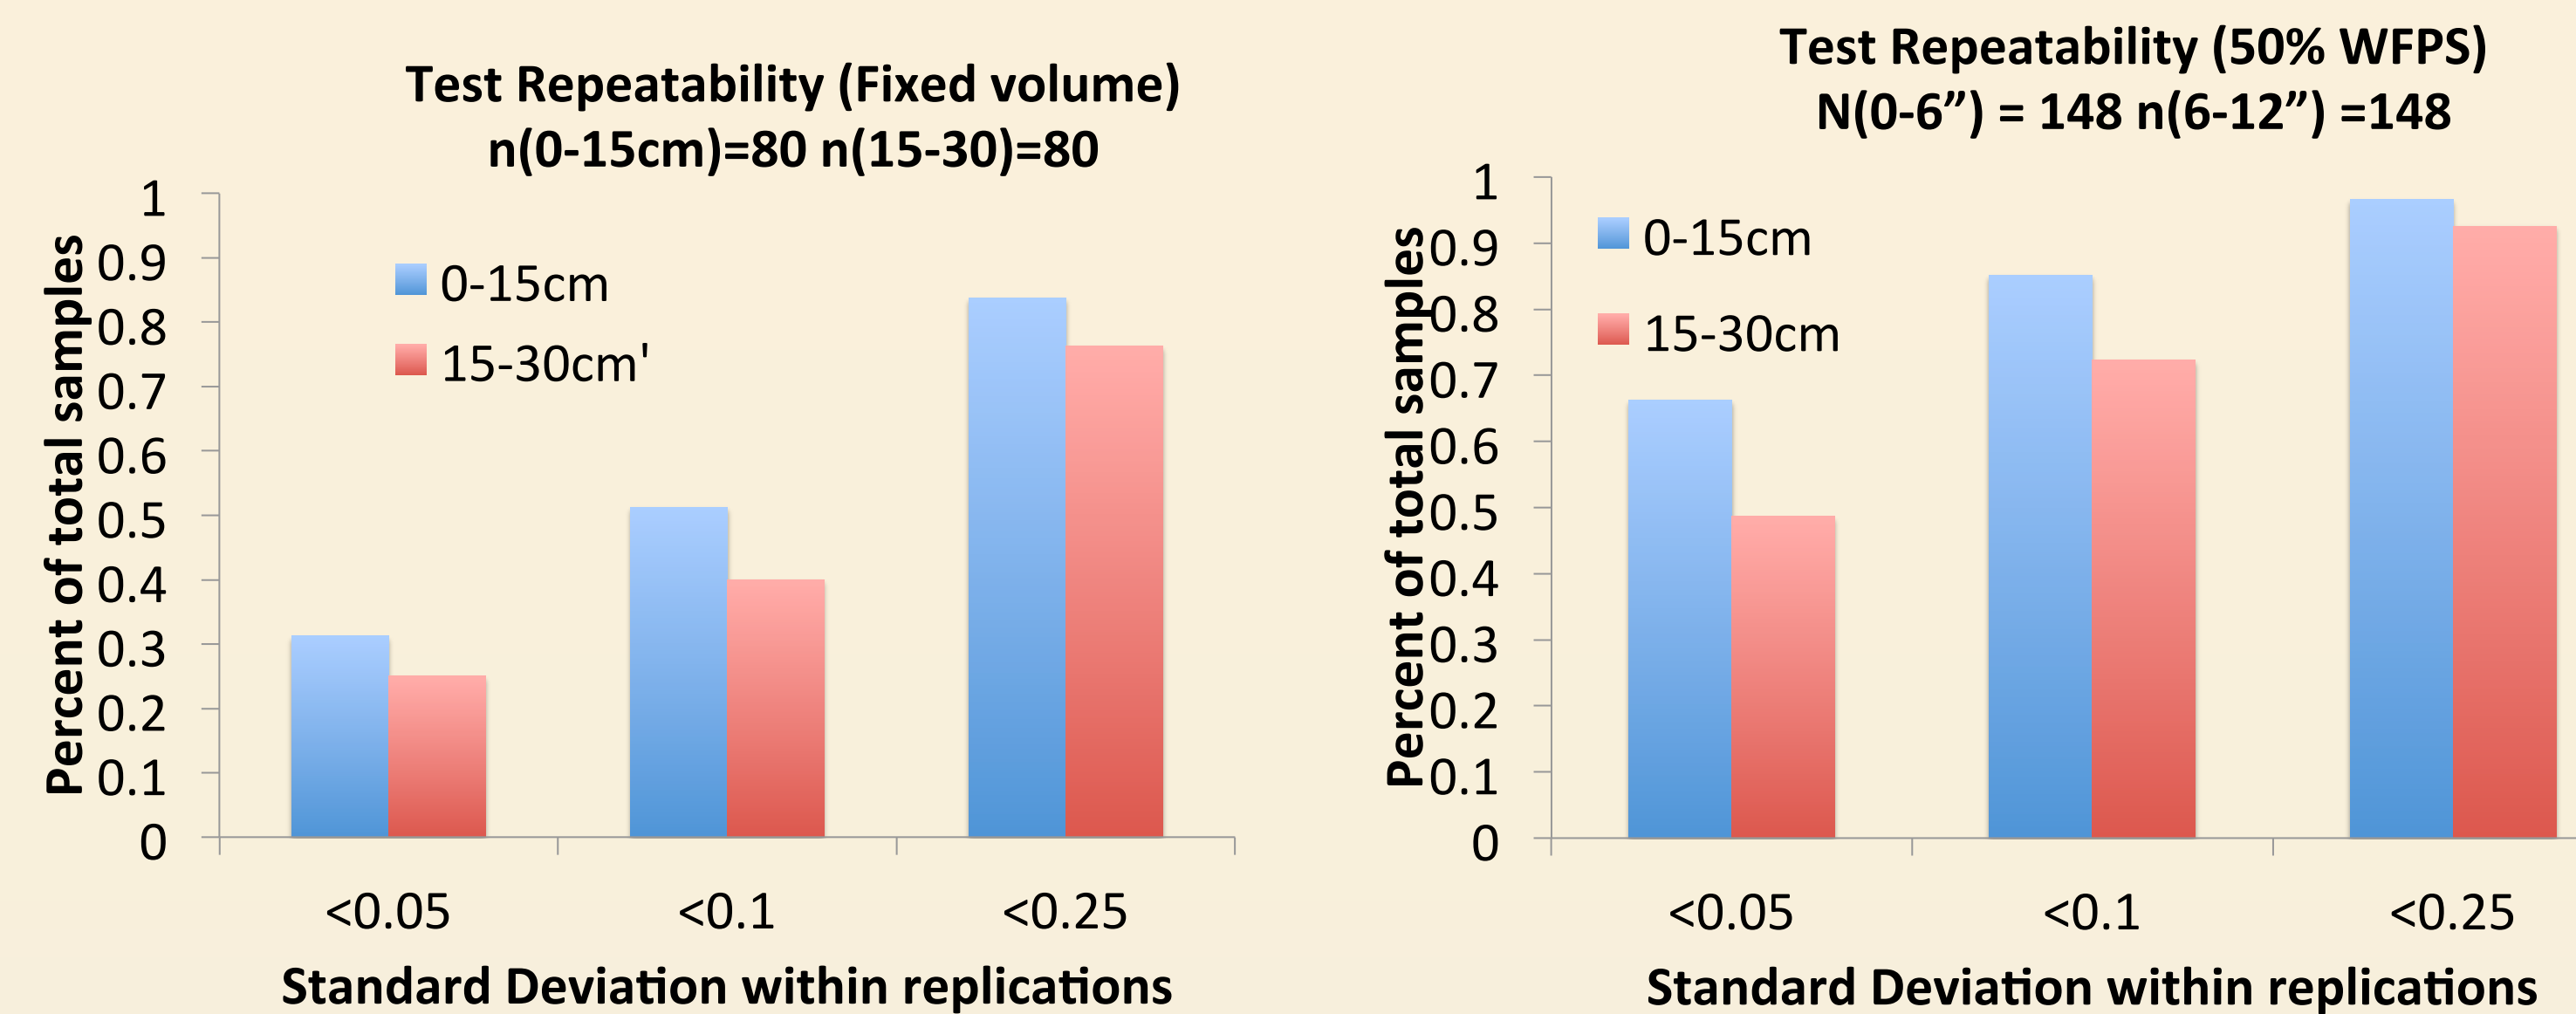 Test Repeatability (Fixed volume)
n(0-15cm)=80 n(15-30)=80
Percent of total samples
1
0.9
0.8
0.7
0.6
0.5
0.4
0.3
0.2
0.1
0
0-15cm
15-30cm'
<0.05
<0.1
<0.25
Standard Deviation within replications
Test Repeatability (50% WFPS)
N(0-6”) = 148 n(6-12”) =148
Percent of total samples
1
0.9
0.8
0.7
0.6
0.5
0.4
0.3
0.2
0.1
0
0-15cm
15-30cm
<0.05
<0.1
<0.25
Standard Deviation within replications